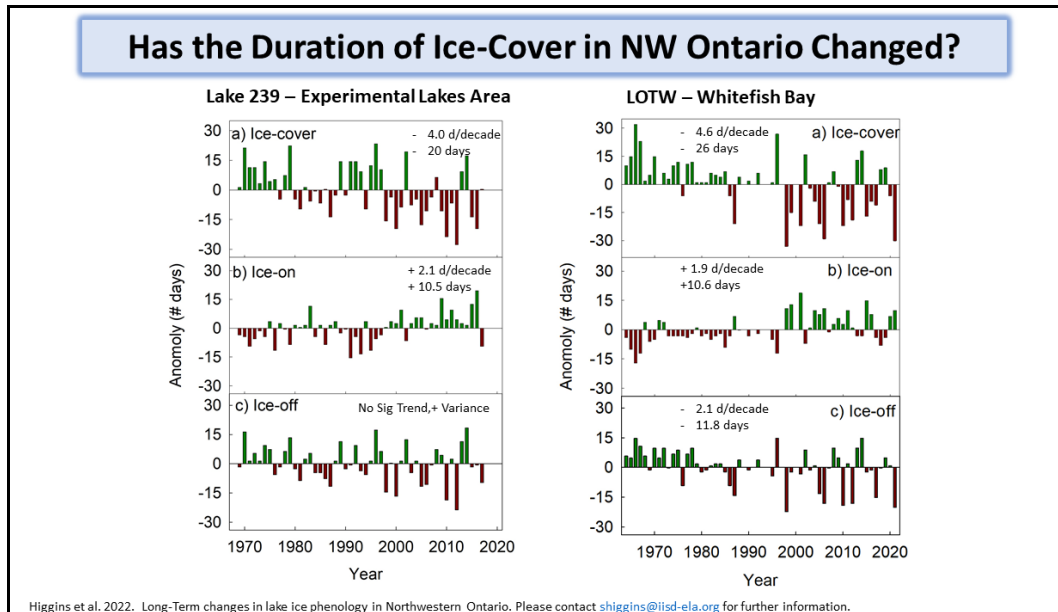 Has the Duration of Ice-Cover in NW Ontario Changed?
Lake 239 – Experimental Lakes Area
a) Ice-cover
- 4.0 d/decade
- 20 days
30
15
0
-15
-30
b) Ice-on
+ 2.1 d/decade
+ 10.5 days
30
15
0
-15
-30
Anomoly (# days)
c) Ice-off
No Sig Trend,+ Variance
30
15
0
-15
-30
1970 1980 1990 2000 2010 2020
Year
LOTW – Whitefish Bay
a) Ice-cover
- 4.6 d/decade
- 26 days
30
15
0
-15
-30
b) Ice-on
+ 1.9 d/decade
+10.6 days
30
15
0
-15
-30
Anomoly (# days)
c) Ice-off
- 2.1 d/decade
- 11.8 days
30
15
0
-15
-30
1970 1980 1990 2000 2010 2020
Year
Higgins et al. 2022. Long-Term changes in lake ice phenology in Northwestern Ontario. Please contact shiggins@iisd-ela.org for further information.